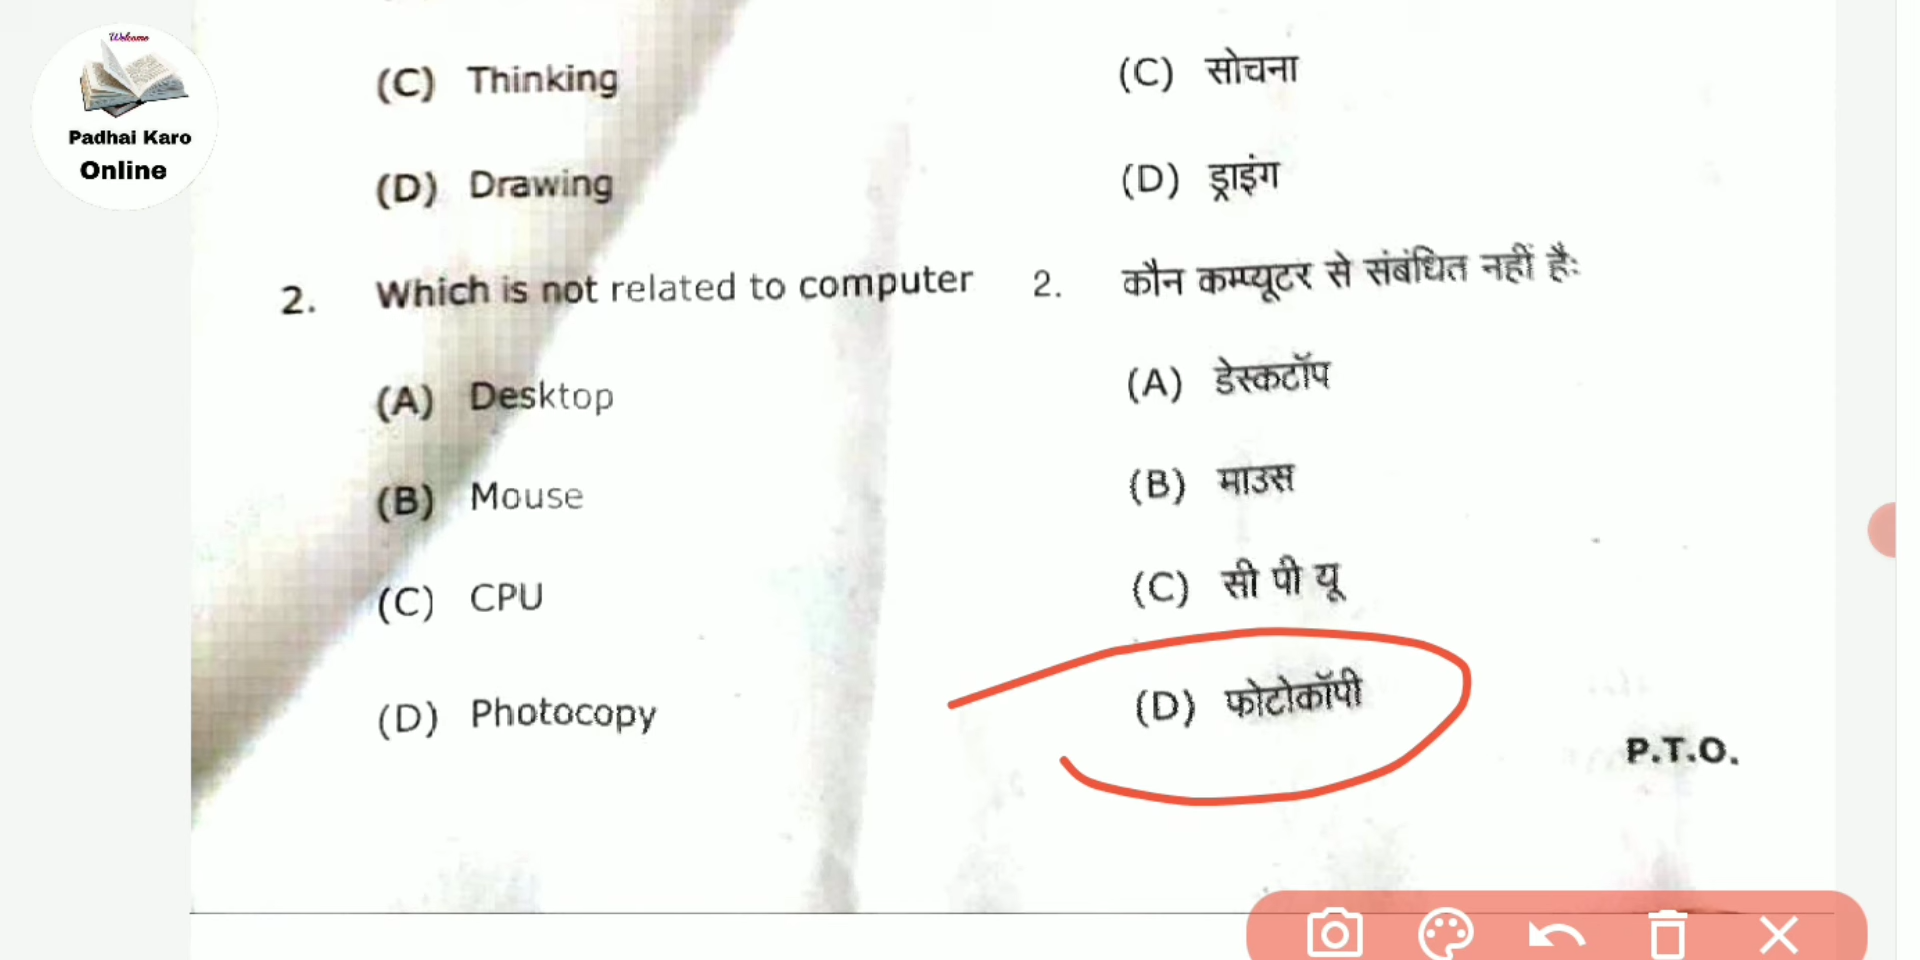 Welcome
Padhai Karo
Online
(C) Thinking
(D) Drawing
2. Which is not related to computer
(A) Desktop
(B) Mouse
(C) CPU
(D) Photocopy
(C) सोचना
(D) ड्राइंग
2. कौन कम्प्यूटर से संबंधित नहीं है:
(A) डेस्कटॉप
(B) माउस
(C) सी पी यू
(D) फोटोकॉपी
P.T.O.